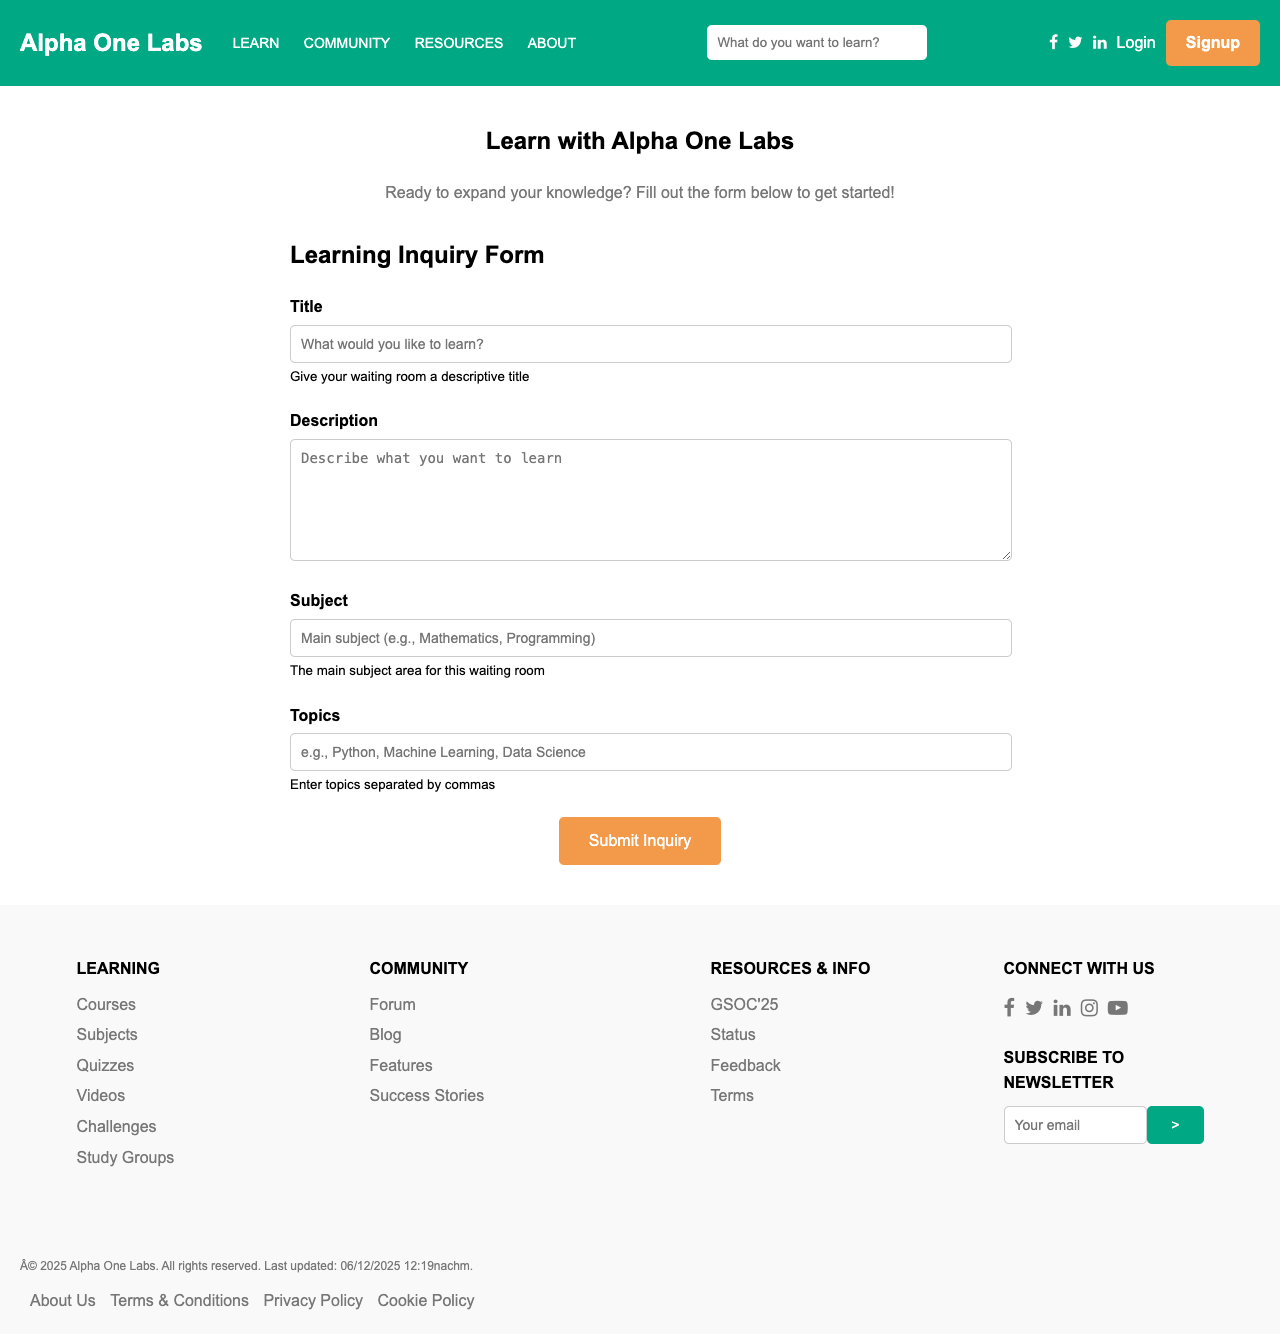 Alpha One Labs LEARN COMMUNITY RESOURCES ABOUT What do you want to learn? Login Signup
Learn with Alpha One Labs
Ready to expand your knowledge? Fill out the form below to get started!
Learning Inquiry Form
Title
What would you like to learn?
Give your waiting room a descriptive title
Description
Describe what you want to learn
Subject
Main subject (e.g., Mathematics, Programming)
The main subject area for this waiting room
Topics
e.g., Python, Machine Learning, Data Science
Enter topics separated by commas
Submit Inquiry
LEARNING
Courses
Subjects
Quizzes
Videos
Challenges
Study Groups
COMMUNITY
Forum
Blog
Features
Success Stories
RESOURCES & INFO
GSOC'25
Status
Feedback
Terms
CONNECT WITH US
SUBSCRIBE TO
NEWSLETTER
Your email >
Â© 2025 Alpha One Labs. All rights reserved. Last updated: 06/12/2025 12:19nachm.
About Us Terms & Conditions Privacy Policy Cookie Policy